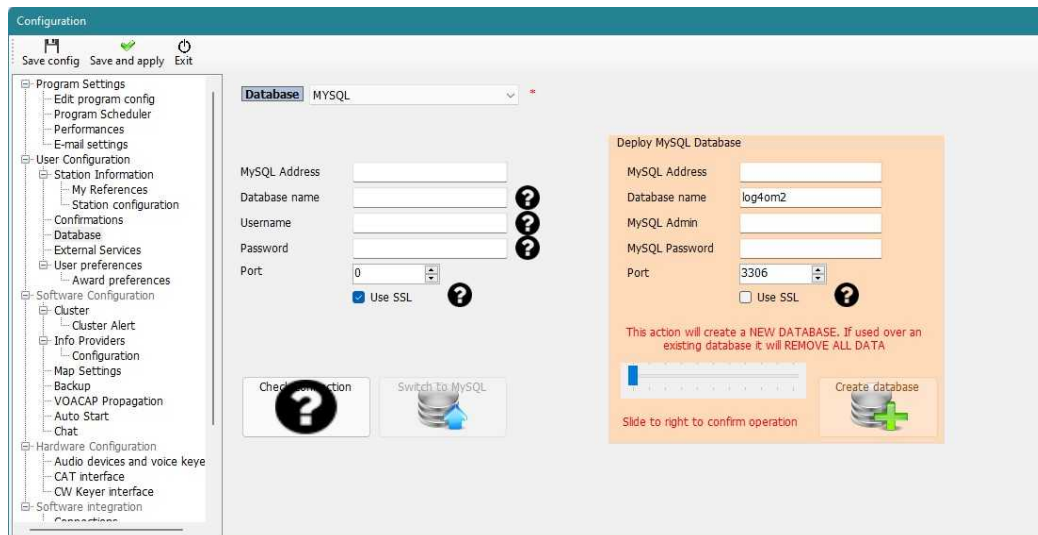 Configuration
Save config Save and apply Exit
Program Settings
Edit program config
Program Scheduler
Performances
E-mail settings
User Configuration
Station Information
My References
Station configuration
Confirmations
Database
External Services
User preferences
Award preferences
Software Configuration
Cluster
Cluster Alert
Info Providers
Configuration
Map Settings
Backup
VOACAP Propagation
Auto Start
Chat
Hardware Configuration
Audio devices and voice keye
CAT interface
CW Keyer interface
Software integration
Connections
Database MYSQL *
MySQL Address
Database name ?
Username ?
Password ?
Port 0
Use SSL ?
Check ?
Switch to MySQL
Deploy MySQL Database
MySQL Address
Database name log4om2
MySQL Admin
MySQL Password
Port 3306
Use SSL ?
This action will create a NEW DATABASE. If used over an
existing database it will REMOVE ALL DATA
Slide to right to confirm operation
Create database